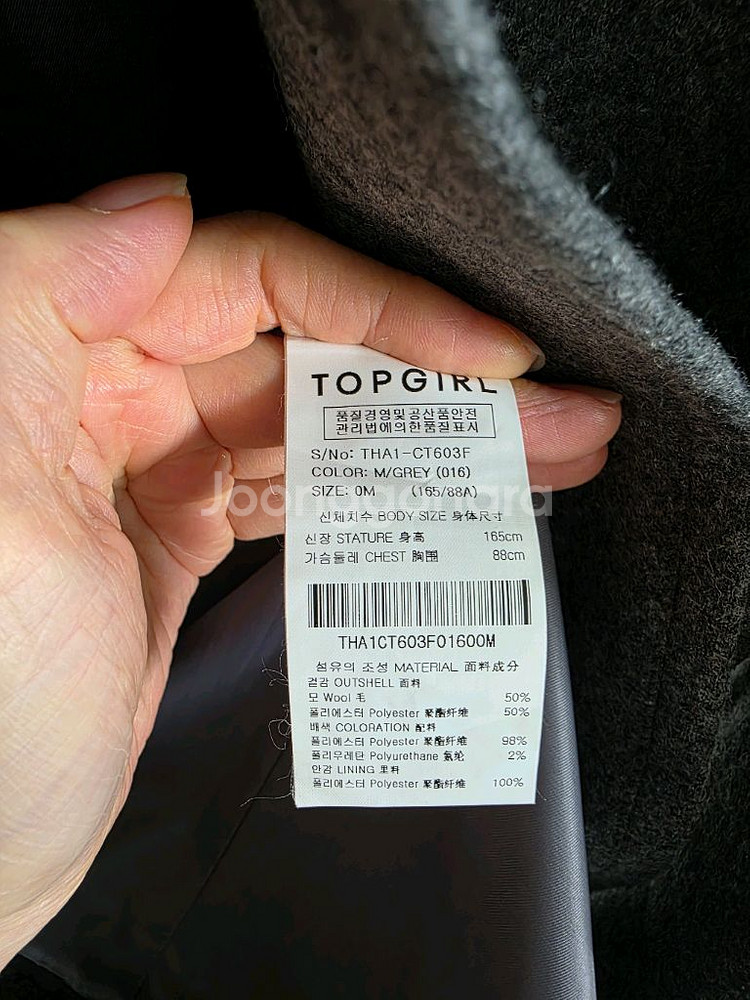 TOPGIRL
품질경영및공산품안전
관리법에의한품질표시
S/No: THA1-CT603F
COLOR: M/GREY (016)
SIZE: 0M (165/88A)
Joonggonara
신체치수 BODY SIZE 身体尺寸
신장 STATURE 身高 165cm
가슴둘레 CHEST 胸围 88cm
THA1CT603F01600M
섬유의 조성 MATERIAL 面料成分
겉감 OUTSHELL 面料
모 Wool 毛 50%
폴리에스터 Polyester 聚酯纤维 50%
배색 COLORATION 配料
폴리에스터 Polyester 聚酯纤维 98%
폴리우레탄 Polyurethane 氨纶 2%
안감 LINING 里料
폴리에스터 Polyester 聚酯纤维 100%